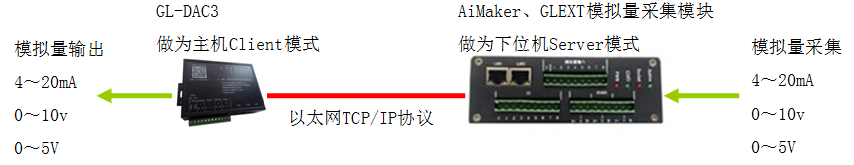 GL-DAC3
做为主机Client模式
AiMaker、GLEXT模拟量采集模块
做为下位机Server模式
模拟量输出
4～20mA
0～10v
0～5V
以太网TCP/IP协议
模拟量采集
4～20mA
0～10v
0～5V